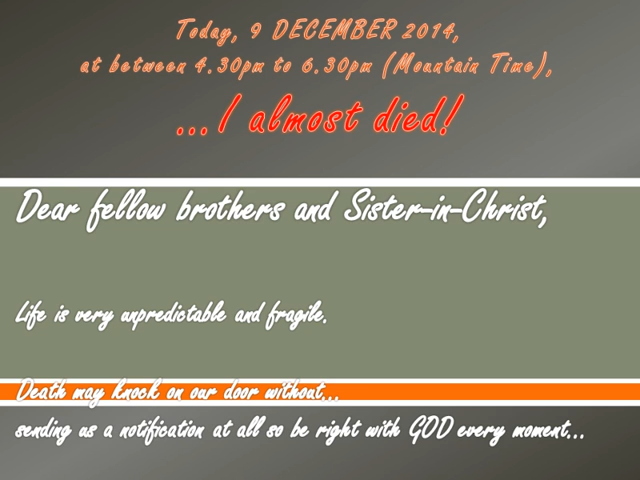 Today, 9 DECEMBER 2014,
at between 4.30pm to 6.30pm (Mountain Time),
...I almost died!
Dear fellow brothers and Sister-in-Christ,
Life is very unpredictable and fragile.
Death may knock on our door without...
sending us a notification at all so be right with GOD every moment...